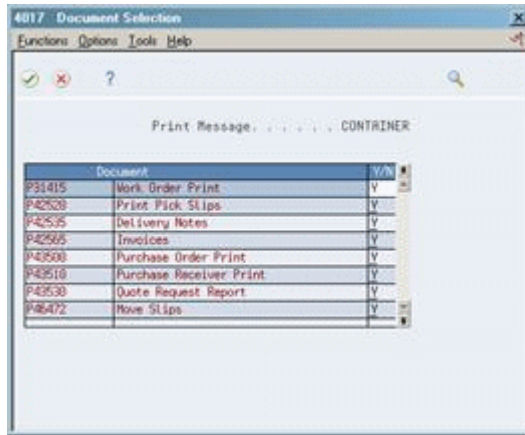 4017 Document Selection
Functions Options Tools Help
?
Print Message. . . . . . CONTAINER
Document Y/N
P31415 Work Order Print Y
P42520 Print Pick Slips Y
P42535 Delivery Notes Y
P42565 Invoices Y
P43500 Purchase Order Print Y
P43510 Purchase Receiver Print Y
P43530 Quote Request Report Y
P46472 Move Slips Y